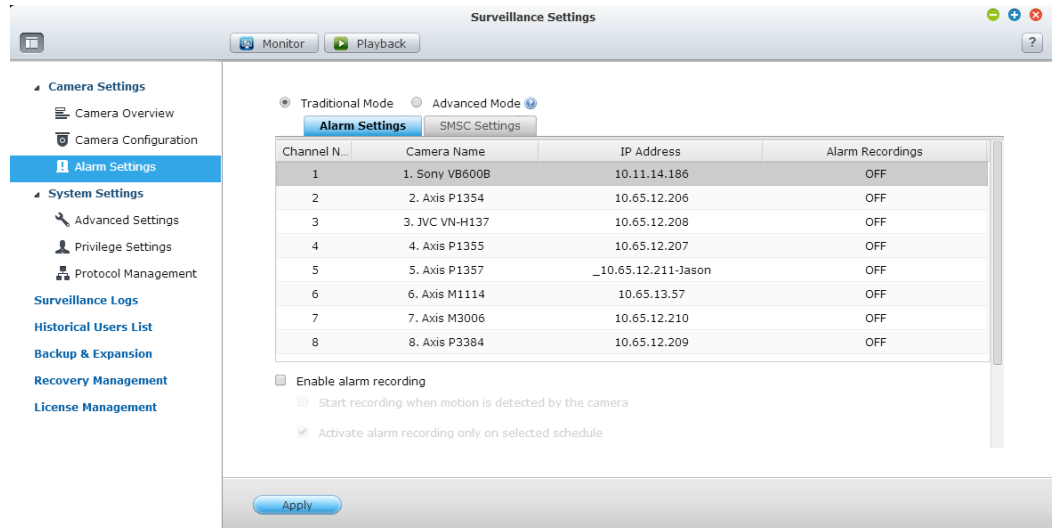 Surveillance Settings
Monitor Playback ?
Camera Settings
Camera Overview
Camera Configuration
Alarm Settings
System Settings
Advanced Settings
Privilege Settings
Protocol Management
Surveillance Logs
Historical Users List
Backup & Expansion
Recovery Management
License Management
Traditional Mode Advanced Mode ?
Alarm Settings SMSC Settings
Channel N... Camera Name IP Address Alarm Recordings
1 1. Sony VB600B 10.11.14.186 OFF
2 2. Axis P1354 10.65.12.206 OFF
3 3. JVC VN-H137 10.65.12.208 OFF
4 4. Axis P1355 10.65.12.207 OFF
5 5. Axis P1357 _10.65.12.211-Jason OFF
6 6. Axis M1114 10.65.13.57 OFF
7 7. Axis M3006 10.65.12.210 OFF
8 8. Axis P3384 10.65.12.209 OFF
Enable alarm recording
Start recording when motion is detected by the camera
Activate alarm recording only on selected schedule
Apply